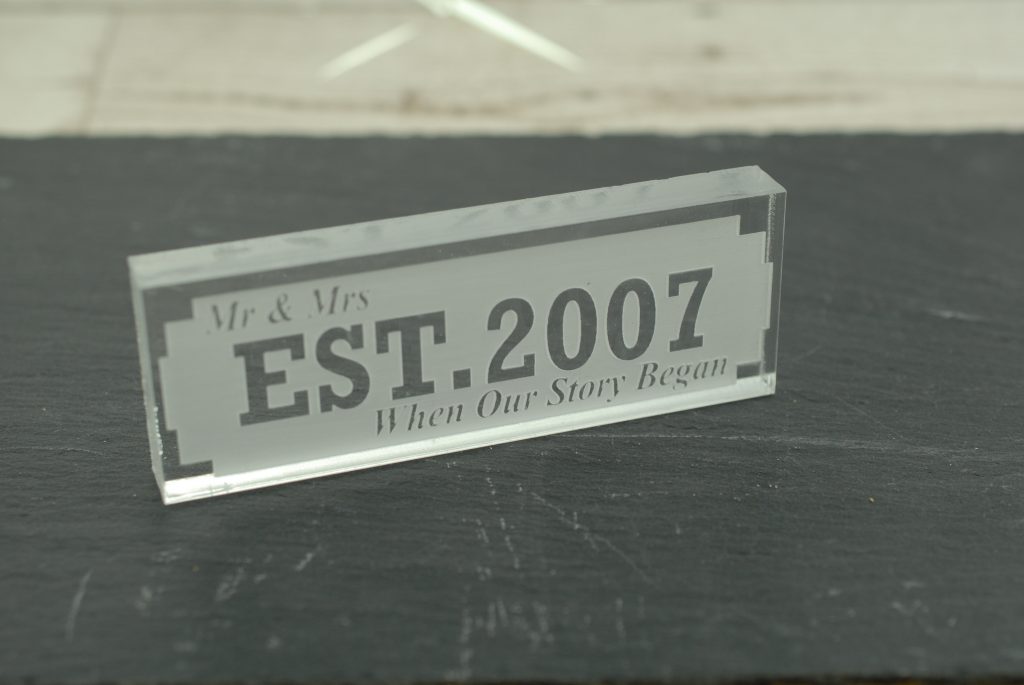 Mr & Mrs
EST.2007
When Our Story Began